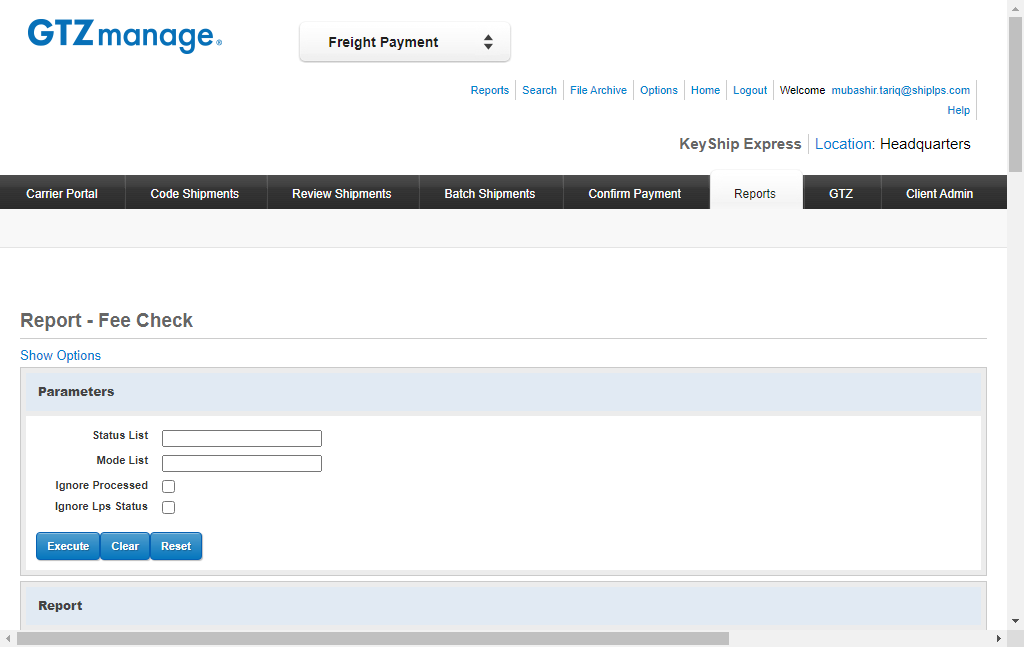 GTZmanage®
Freight Payment
Reports Search File Archive Options Home Logout Welcome mubashir.tariq@shiplps.com
Help
KeyShip Express Location: Headquarters
Carrier Portal Code Shipments Review Shipments Batch Shipments Confirm Payment Reports GTZ Client Admin
Report - Fee Check
Show Options
Parameters
Status List
Mode List
Ignore Processed
Ignore Lps Status
Execute Clear Reset
Report